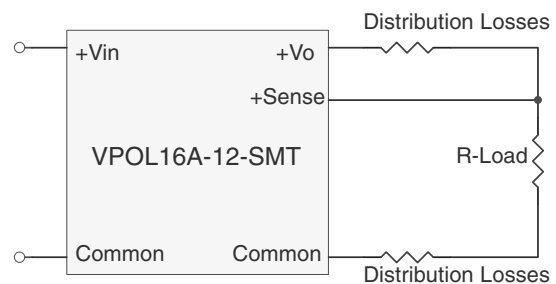 Distribution Losses
+Vin
+Vo
+Sense
VPOL16A-12-SMT
R-Load
Common
Common
Distribution Losses